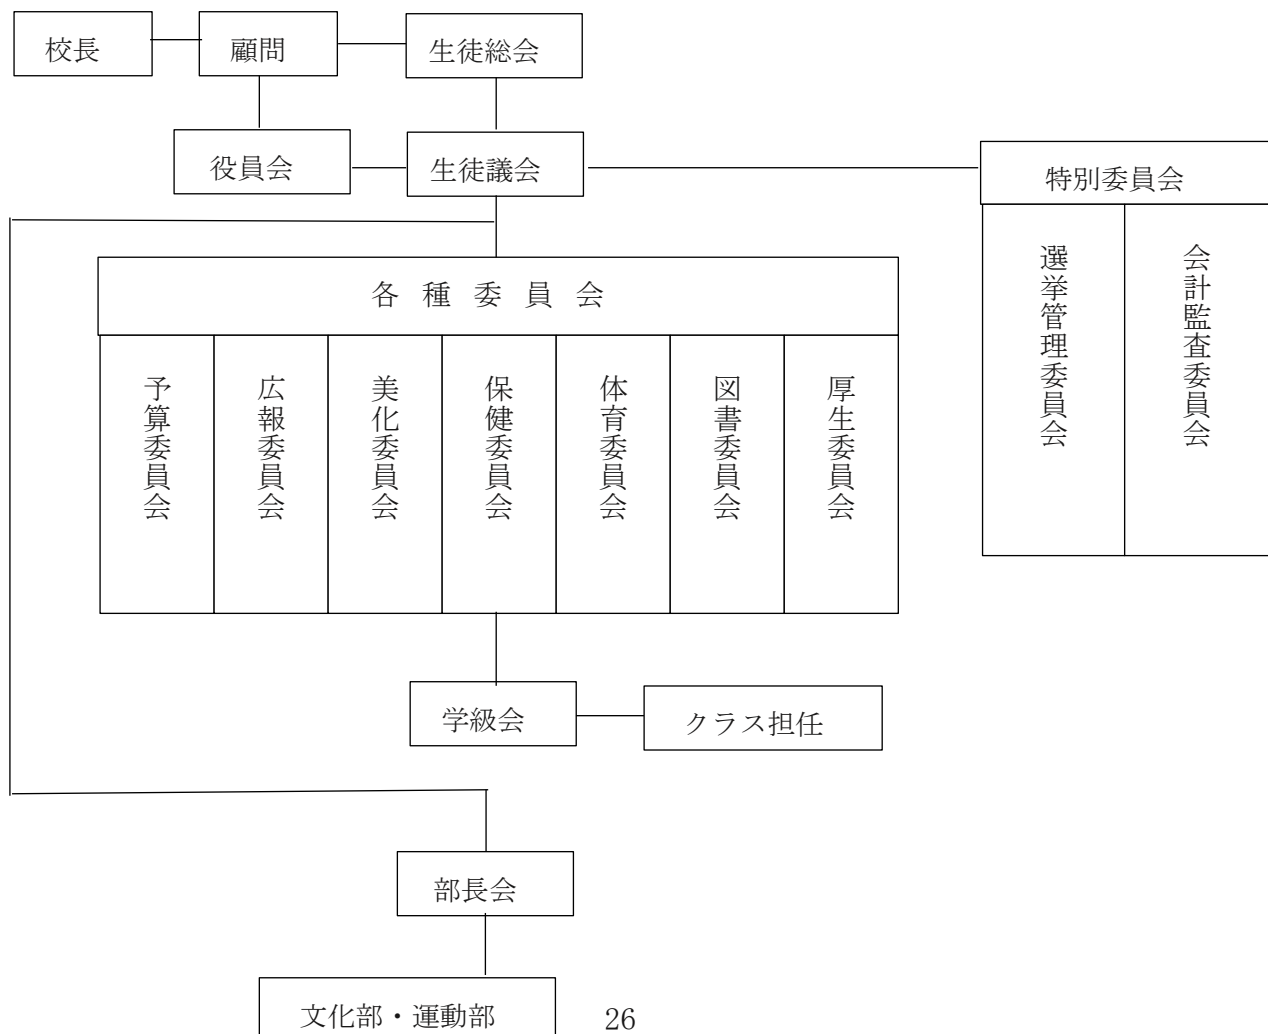 校長
顧問
生徒総会
役員会
生徒議会
特別委員会
選挙管理委員会
会計監査委員会
各種委員会
予算委員会
広報委員会
美化委員会
保健委員会
体育委員会
図書委員会
厚生委員会
学級会
クラス担任
部長会
文化部・運動部
26